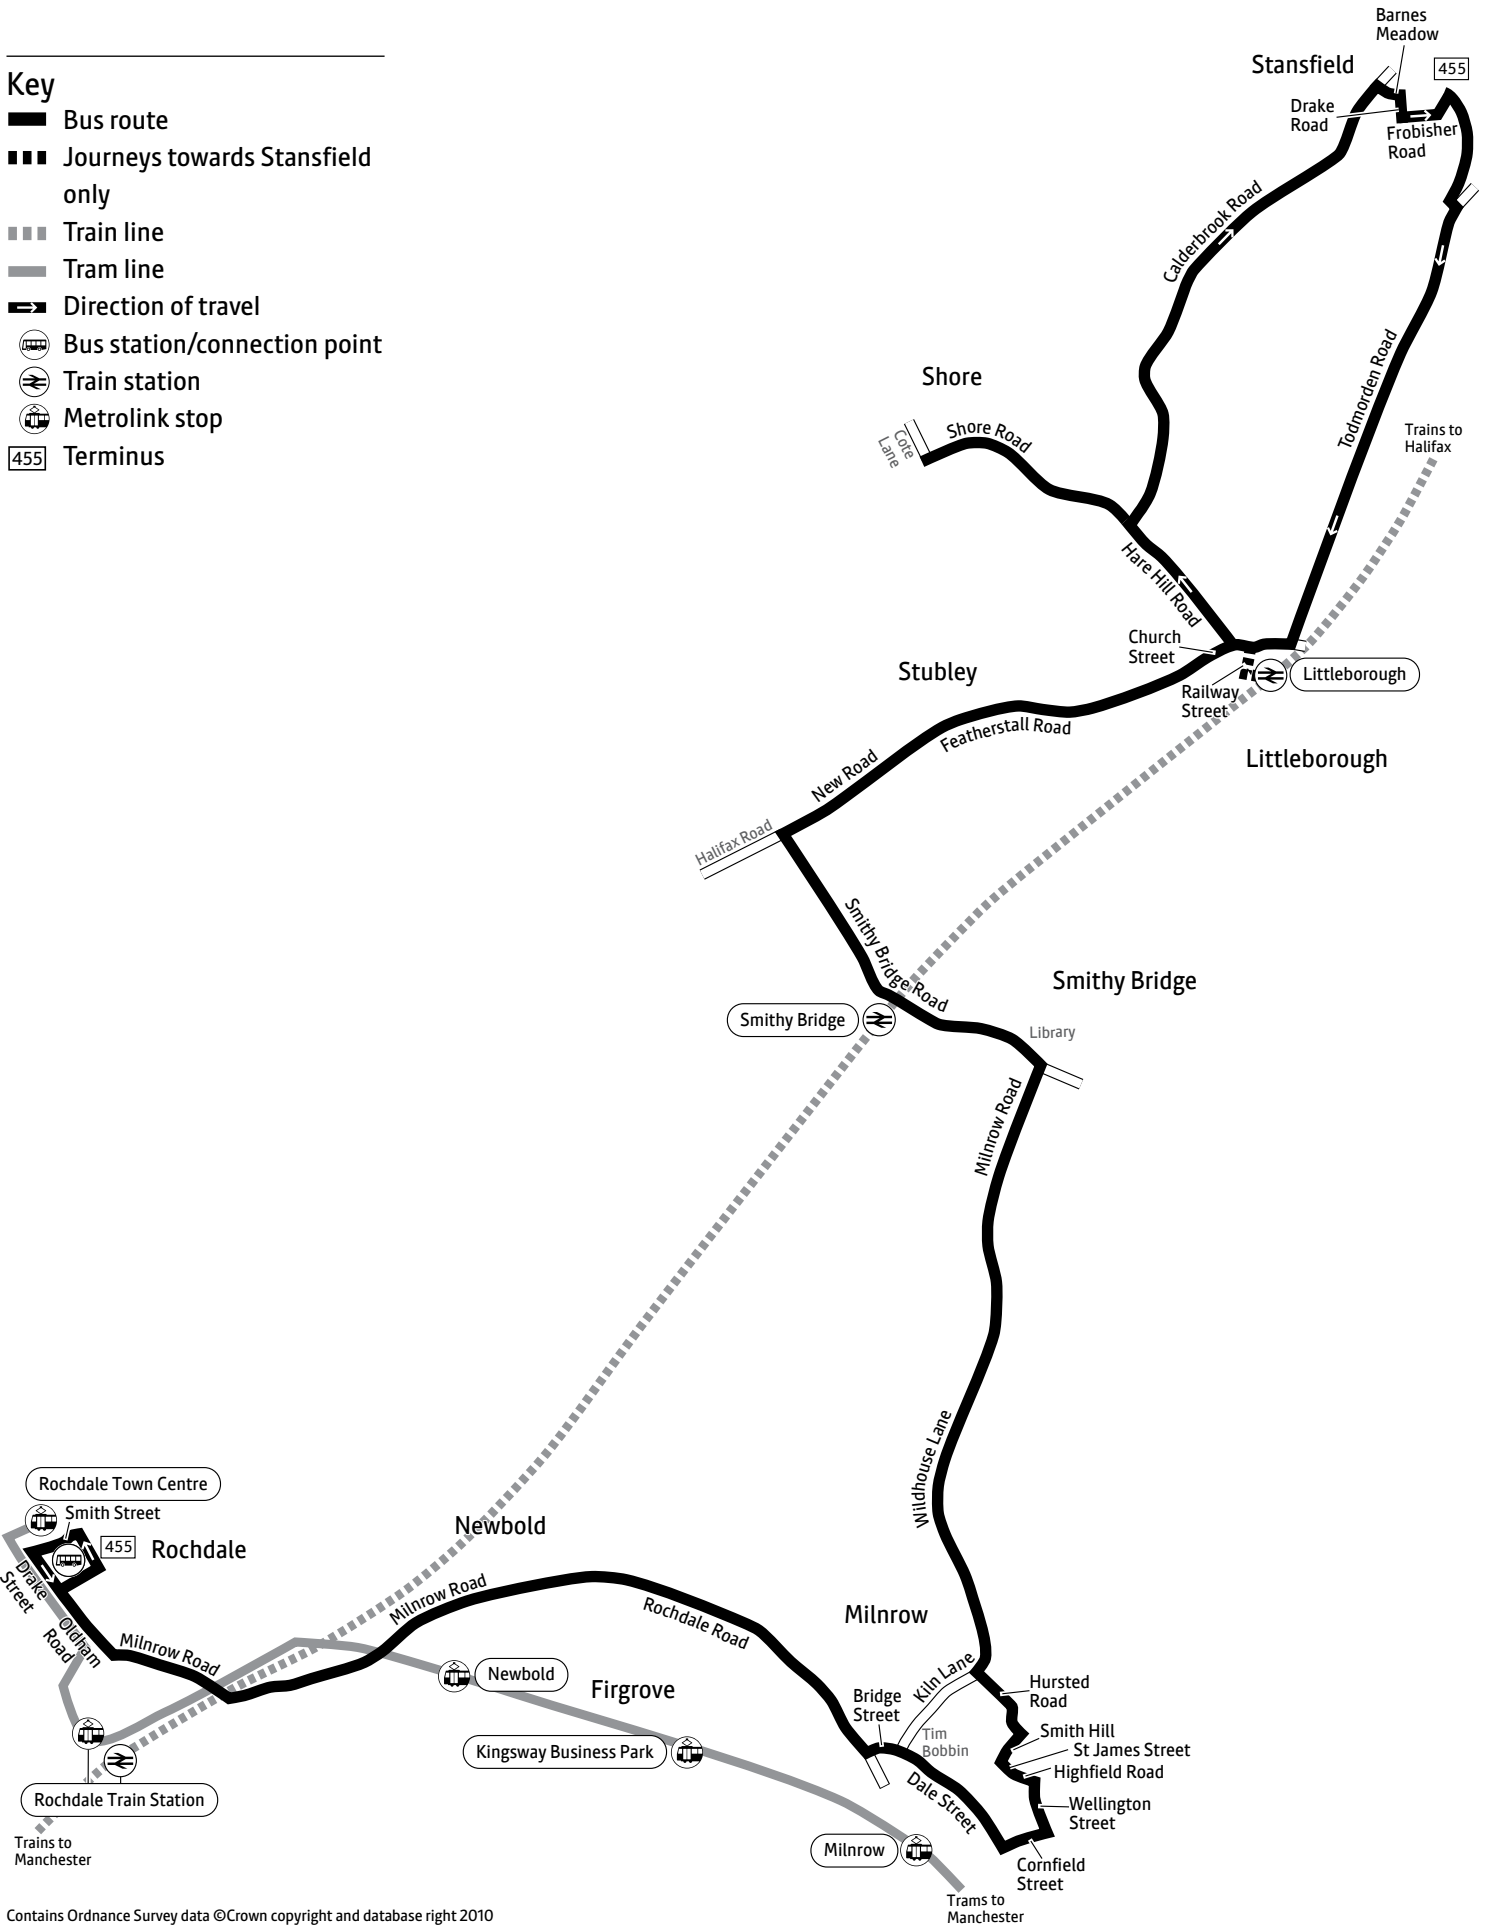 Key
Bus route
Journeys towards Stansfield
only
Train line
Tram line
Direction of travel
Bus station/connection point
Train station
Metrolink stop
455 Terminus
Barnes
Meadow
Stansfield
455
Drake
Road
Frobisher
Road
Calderbrook Road
Todmorden Road
Shore
Shore Road
Cote
Lane
Trains to
Halifax
Hare Hill Road
Church
Street
Stubley
Littleborough
Railway
Street
Featherstall Road
Littleborough
New Road
Halifax Road
Smithy Bridge Road
Smithy Bridge
Smithy Bridge
Library
Milnrow Road
Wildhouse Lane
Rochdale Town Centre
Smith Street
455
Rochdale
Newbold
Drake
Street
Oldham
Road
Milnrow Road
Milnrow Road
Rochdale Road
Milnrow
Kiln Lane
Newbold
Firgrove
Bridge
Street
Hursted
Road
Tim
Bobbin
Smith Hill
St James Street
Highfield Road
Kingsway Business Park
Dale Street
Wellington
Street
Rochdale Train Station
Trains to
Manchester
Milnrow
Cornfield
Street
Trams to
Manchester
Contains Ordnance Survey data ©Crown copyright and database right 2010